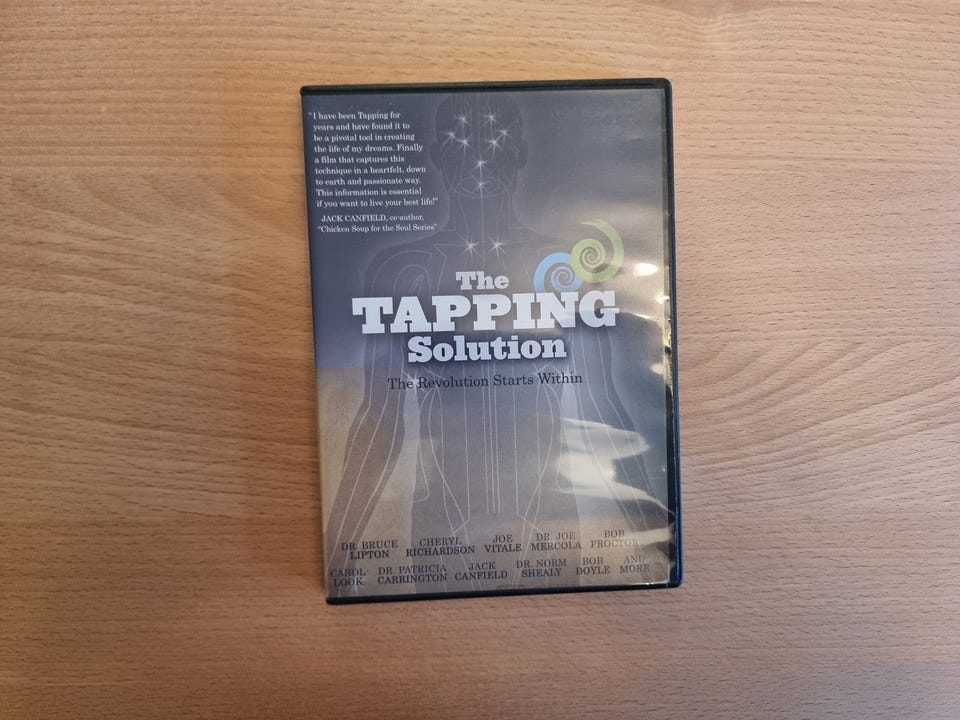 "I have been Tapping for
years and have found it to
be a pivotal tool in creating
the life of my dreams. Finally
a film that captures this
technique in a heartfelt, down
to earth and passionate way.
This information is essential
if you want to live your best life!"
JACK CANFIELD, co-author,
"Chicken Soup for the Soul Series"
The
TAPPING
Solution
The Revolution Starts Within
DR. BRUCE LIPTON CHERYL RICHARDSON JOE VITALE DR. JOE MERCOLA BOB PROCTOR
CAROL LOOK DR. PATRICIA CARRINGTON JACK CANFIELD DR. NORM SHEALY BOB DOYLE AND MORE